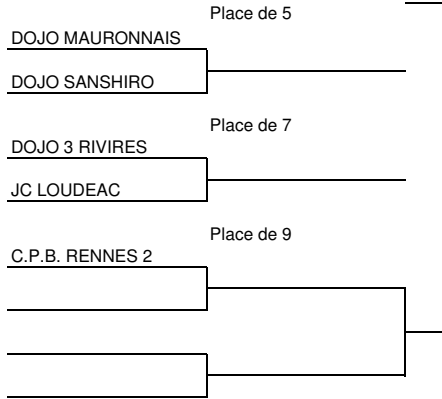 Place de 5
DOJO MAURONNAIS
DOJO SANSHIRO
Place de 7
DOJO 3 RIVIRES
JC LOUDEAC
Place de 9
C.P.B. RENNES 2